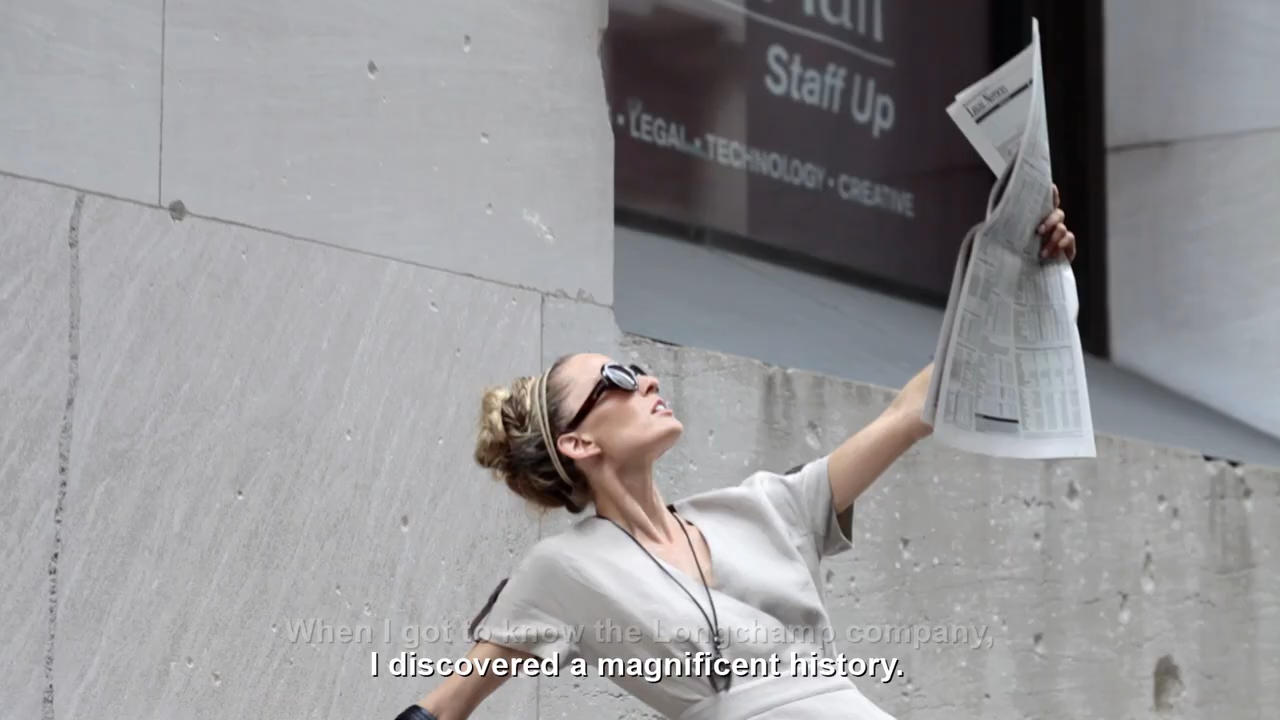 Staff Up
• LEGAL • TECHNOLOGY • CREATIVE
When I got to know the Longchamp company,
I discovered a magnificent history.